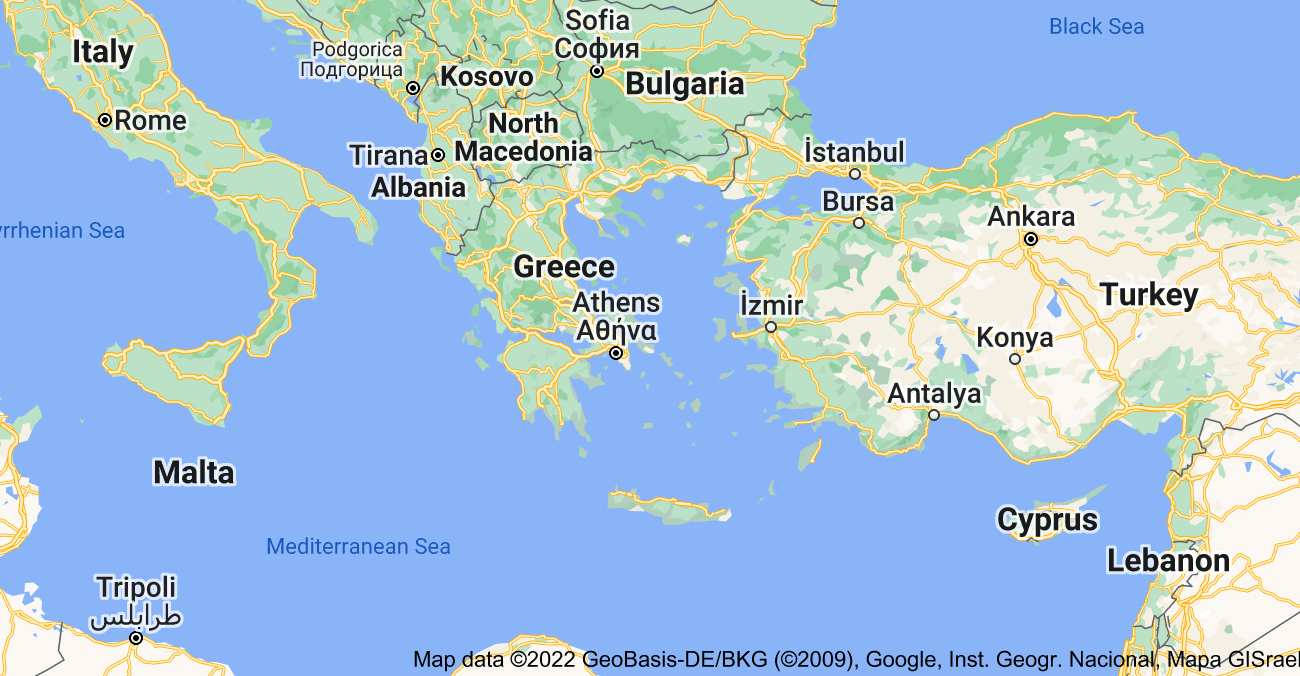 Black Sea
Sofia
София
Italy
Podgorica
Подгорица
Kosovo
Bulgaria
Rome
North
Macedonia
Tirana
Albania
İstanbul
Bursa
Ankara
yrrhenian Sea
Greece
Turkey
Athens
Αθήνα
İzmir
Konya
Antalya
Malta
Cyprus
Mediterranean Sea
Lebanon
Tripoli
طرابلس
Map data ©2022 GeoBasis-DE/BKG (©2009), Google, Inst. Geogr. Nacional, Mapa GISrael